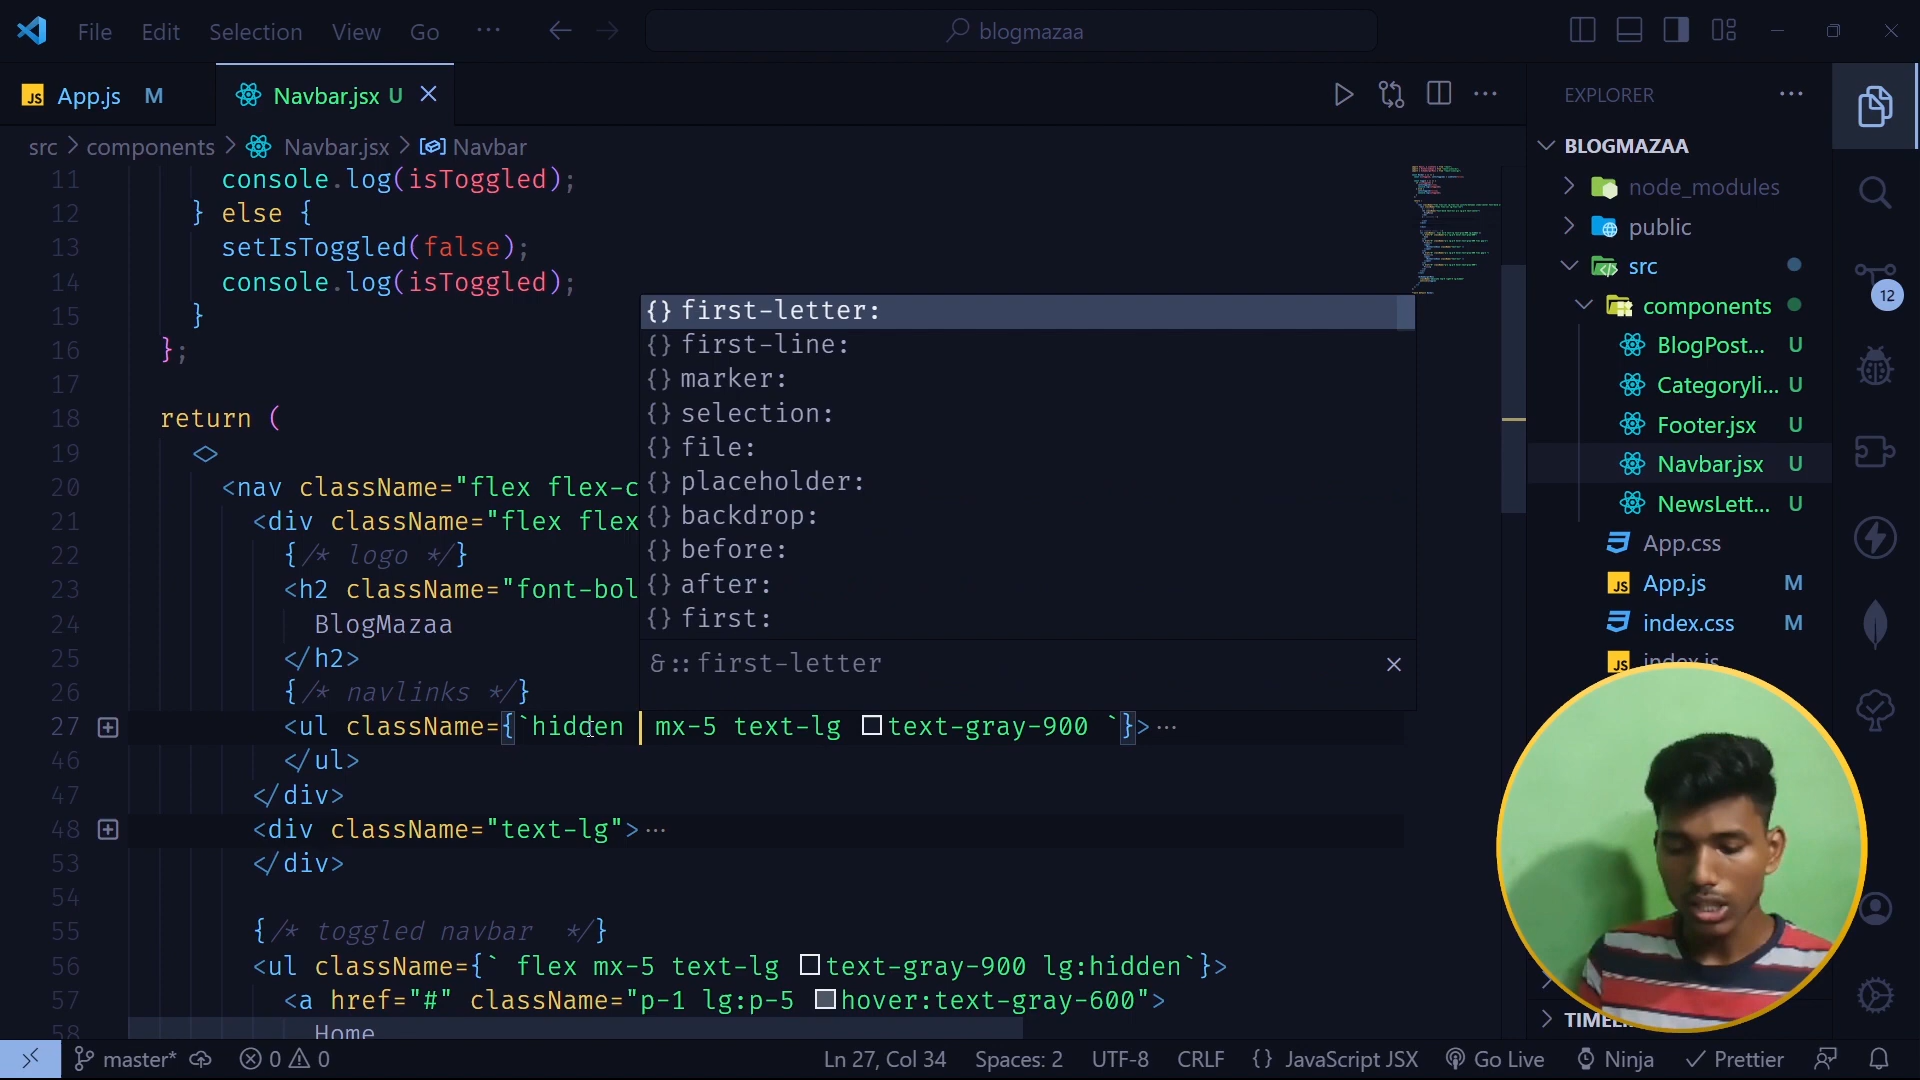 File Edit Selection View Go ··· blogmazaa
JS App.js M Navbar.jsx U
EXPLORER
src > components > Navbar.jsx > Navbar
BLOGMAZAA
node_modules
public
src
components
BlogPost... U
Categoryli... U
Footer.jsx U
Navbar.jsx U
NewsLett... U
App.css
JS App.js M
index.css M
JS index.js
TIMELI
12
11 console.log(isToggled);
12 } else {
13 setIsToggled(false);
14 console.log(isToggled);
15 }
16 };
17
18 return (
19 <>
20 <nav className="flex flex-c
21 <div className="flex flex
22 {/* logo */}
23 <h2 className="font-bol
24 BlogMazaa
25 </h2>
26 {/* navlinks */}
27 <ul className={`hidden mx-5 text-lg text-gray-900 `}>···
46 </ul>
47 </div>
48 <div className="text-lg">···
53 </div>
54
55 {/* toggled navbar */}
56 <ul className={` flex mx-5 text-lg text-gray-900 lg:hidden`}>
57 <a href="#" className="p-1 lg:p-5 hover:text-gray-600">
58 Home
{} first-letter:
{} first-line:
{} marker:
{} selection:
{} file:
{} placeholder:
{} backdrop:
{} before:
{} after:
{} first:
&::first-letter
master* 0 0 Ln 27, Col 34 Spaces: 2 UTF-8 CRLF {} JavaScript JSX Go Live Ninja Prettier